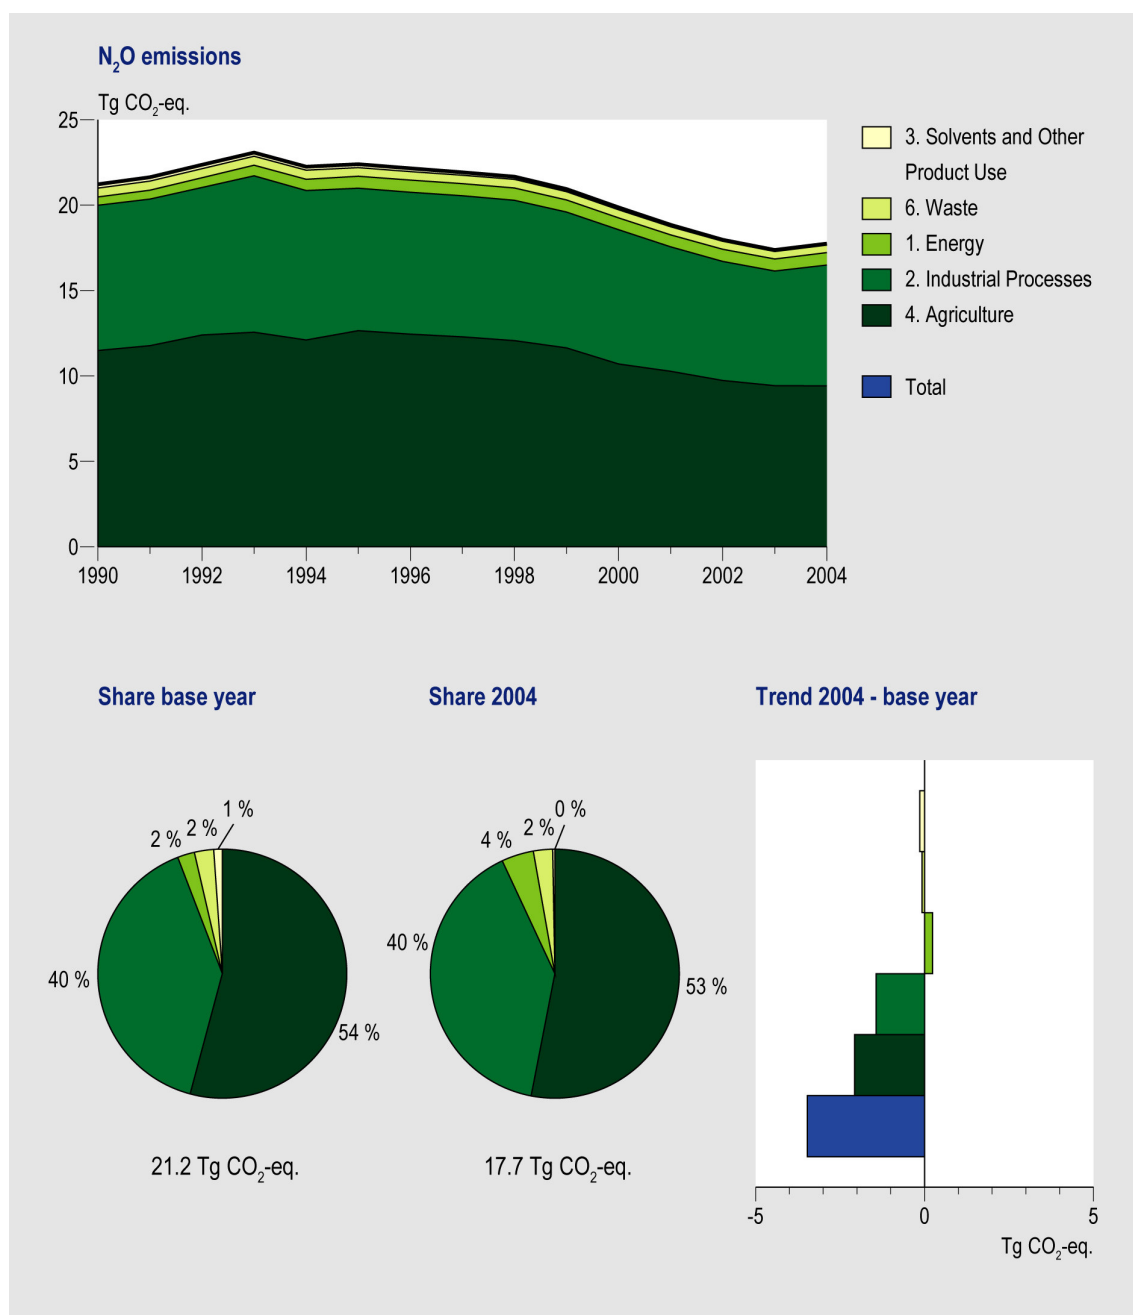 N₂O emissions
Tg CO₂-eq.
25
20
15
10
5
0
1990 1992 1994 1996 1998 2000 2002 2004
3. Solvents and Other
Product Use
6. Waste
1. Energy
2. Industrial Processes
4. Agriculture
Total
Share base year
1 %
2 %
2 %
40 %
54 %
21.2 Tg CO₂-eq.
Share 2004
0 %
2 %
4 %
40 %
53 %
17.7 Tg CO₂-eq.
Trend 2004 - base year
-5 0 5
Tg CO₂-eq.